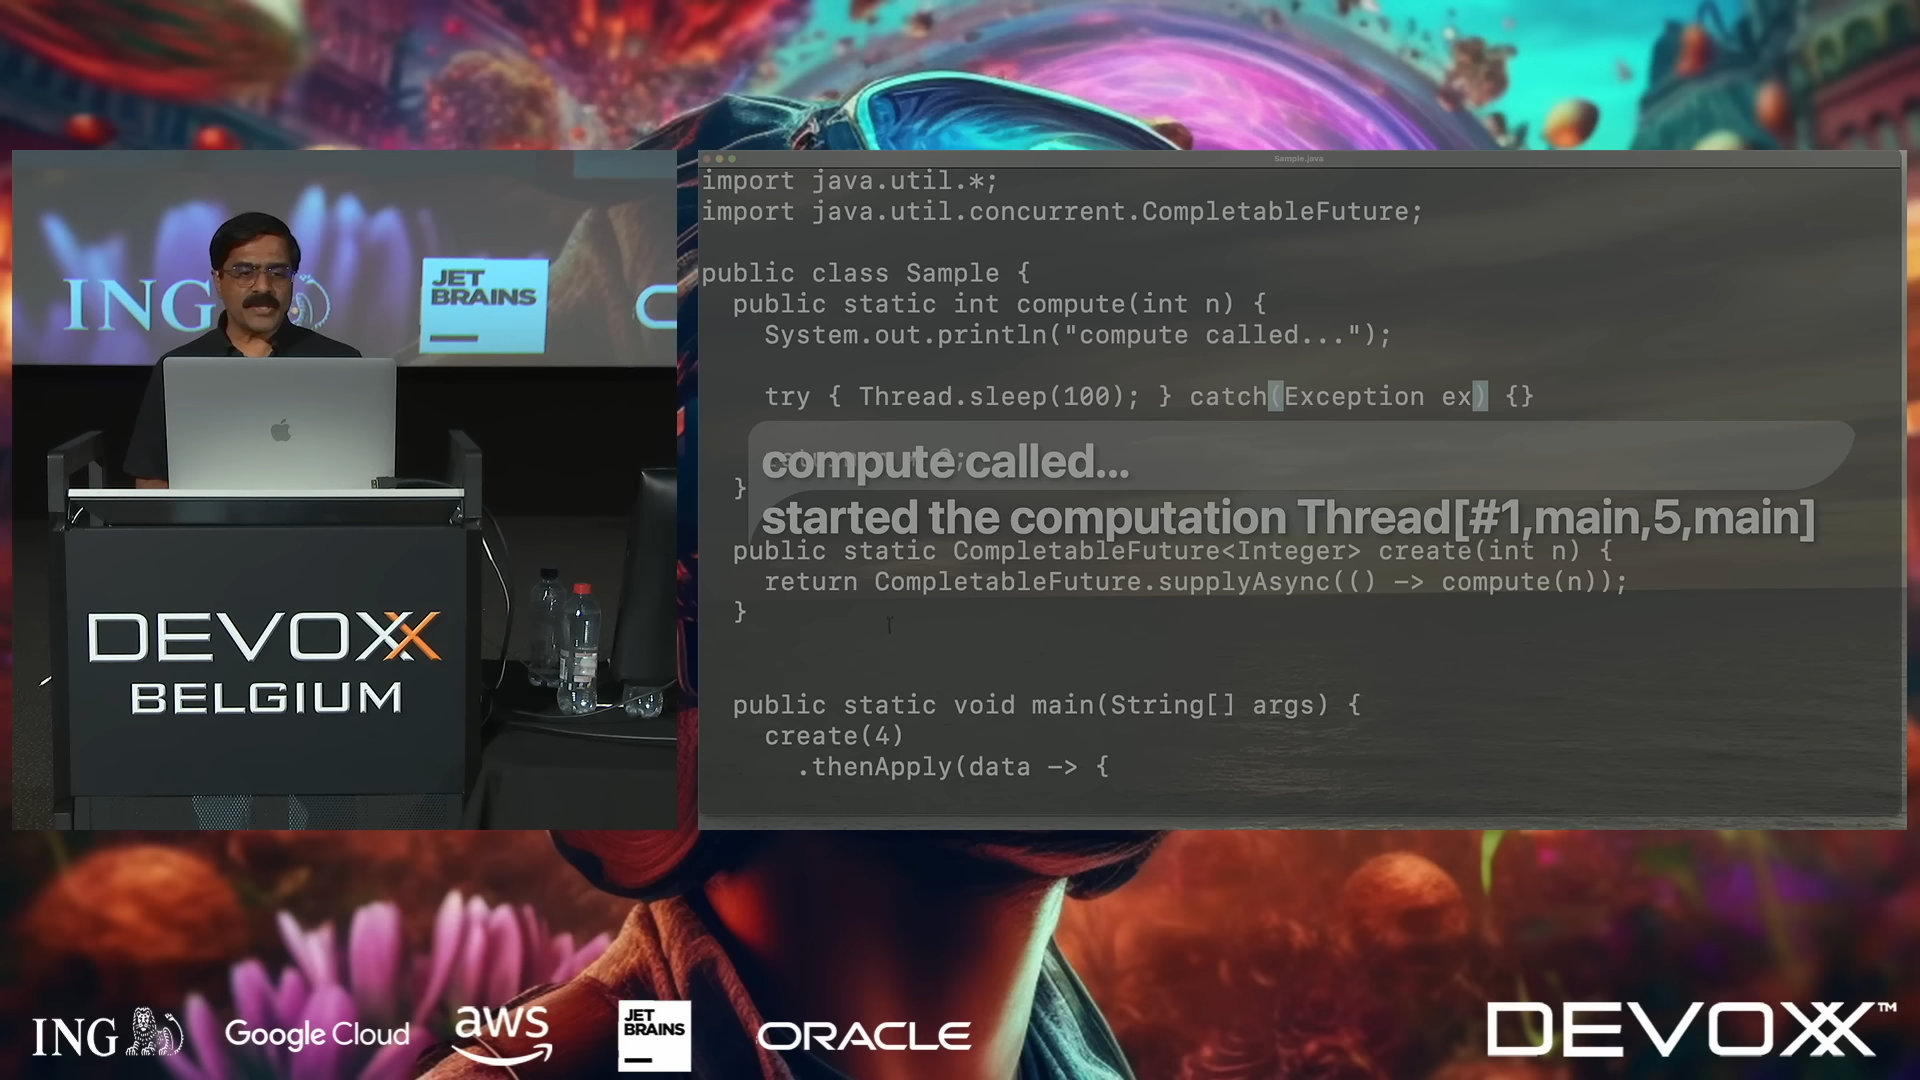 ING
JET
BRAINS
DEVOXX
BELGIUM
Sample.java
import java.util.*;
import java.util.concurrent.CompletableFuture;
public class Sample {
public static int compute(int n) {
System.out.println("compute called...");
try { Thread.sleep(100); } catch(Exception ex) {}
compute called...
}
started the computation Thread[#1,main,5,main]
public static CompletableFuture<Integer> create(int n) {
return CompletableFuture.supplyAsync(() -> compute(n));
}
public static void main(String[] args) {
create(4)
.thenApply(data -> {
ING
Google Cloud
aws
JET
BRAINS
ORACLE
DEVOXX™